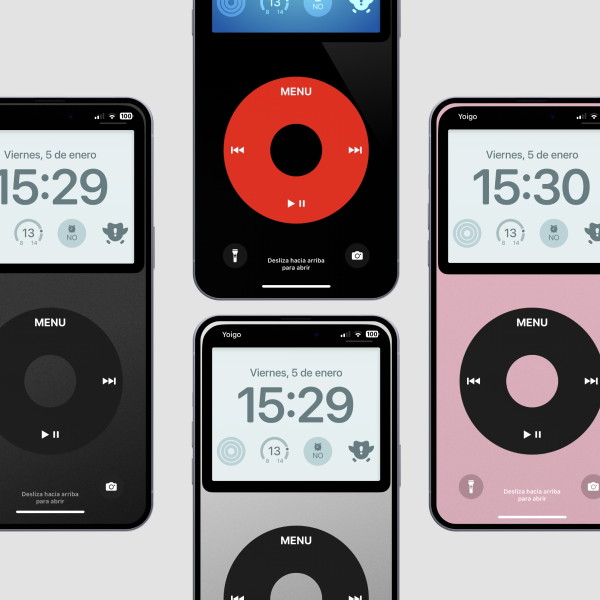 13
8 14
NO
MENU
Desliza hacia arriba
para abrir
100
Viernes, 5 de enero
15:29
13
8 14
NO
MENU
Desliza hacia arriba
para abrir
Yoigo
100
Viernes, 5 de enero
15:29
13
8 14
NO
MENU
Yoigo
Viernes, 5 de enero
15:30
13
8 14
NO
MENU
Desliza hacia arriba
para abrir